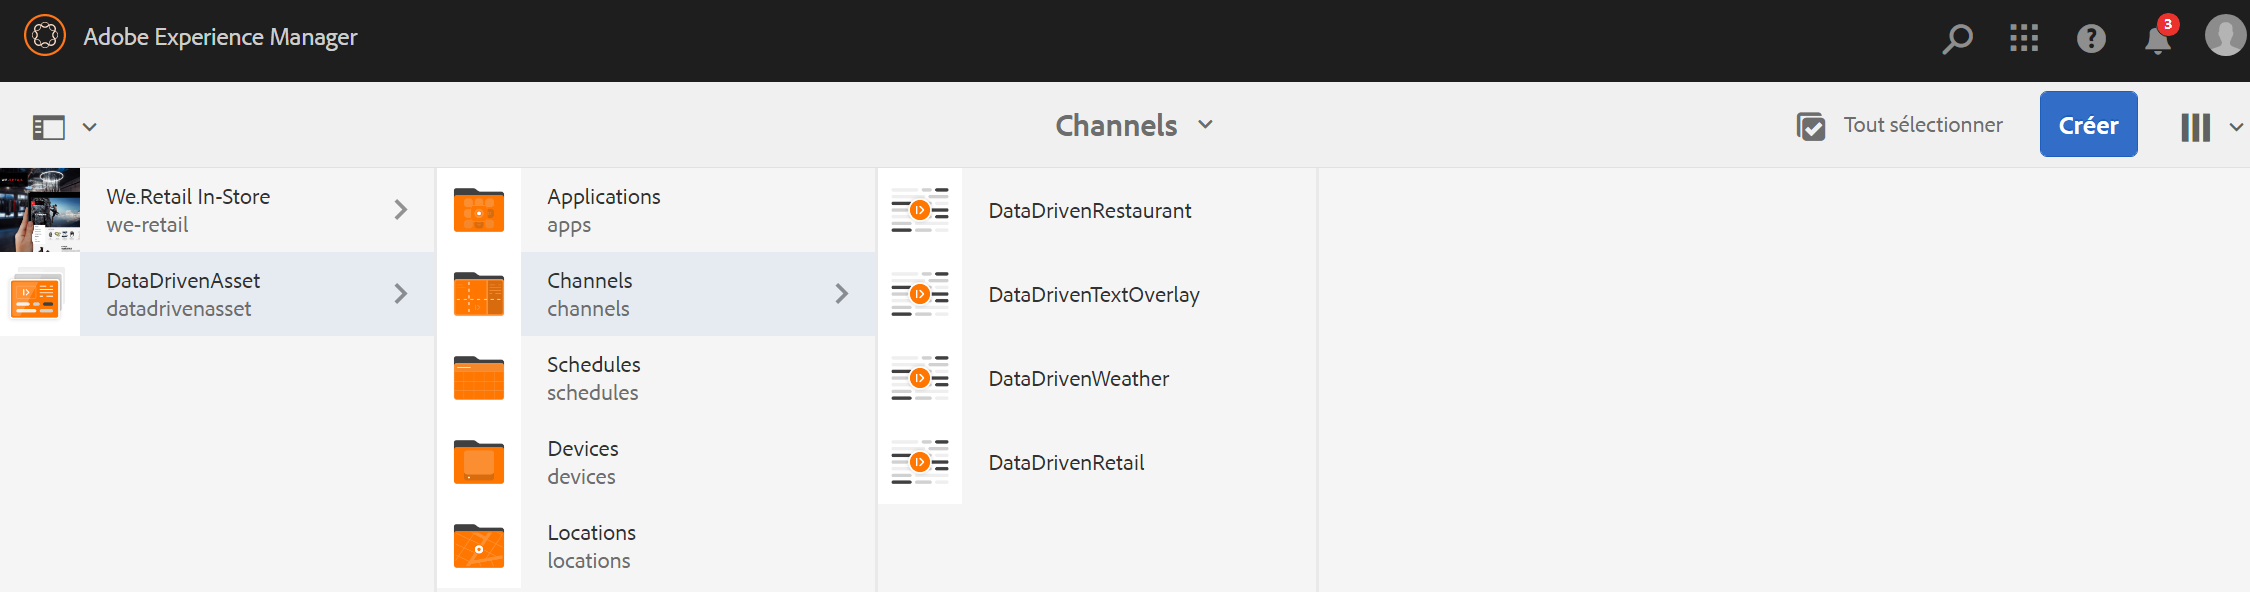 Adobe Experience Manager
3
Channels
Tout sélectionner
Créer
We.Retail In-Store
we-retail
DataDrivenAsset
datadrivenasset
Applications
apps
Channels
channels
Schedules
schedules
Devices
devices
Locations
locations
DataDrivenRestaurant
DataDrivenTextOverlay
DataDrivenWeather
DataDrivenRetail